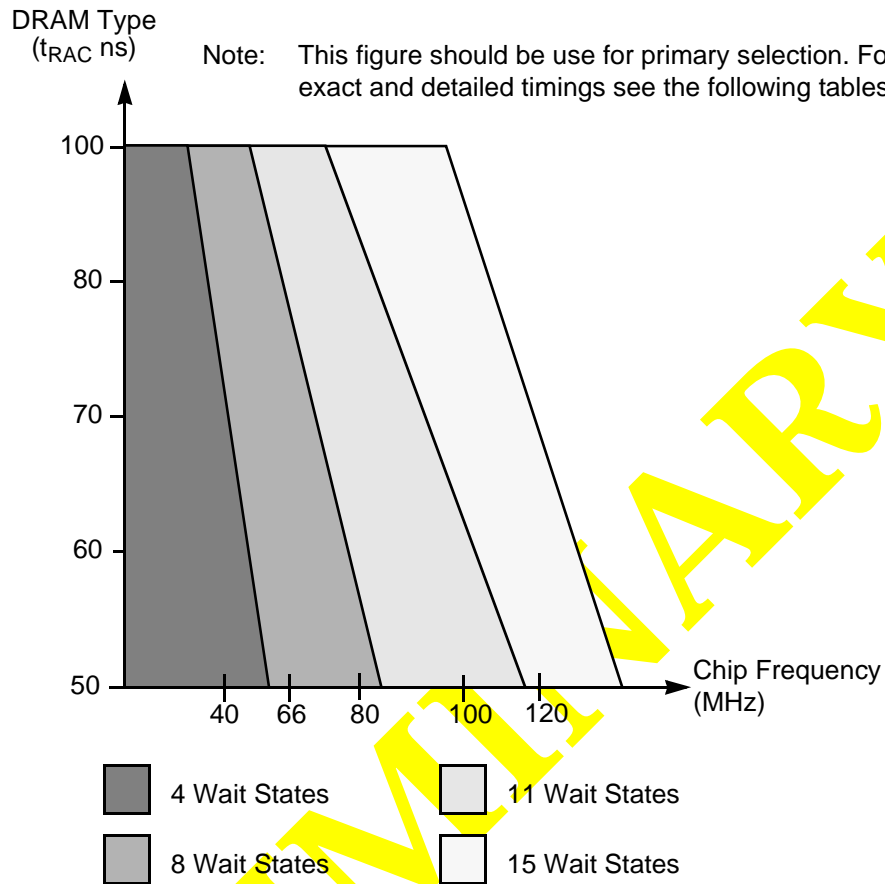 DRAM Type
(tRAC ns)
Note: This figure should be use for primary selection. Fo
exact and detailed timings see the following tables
100
80
70
60
50
40 66 80 100 120
Chip Frequency
(MHz)
4 Wait States
11 Wait States
8 Wait States
15 Wait States